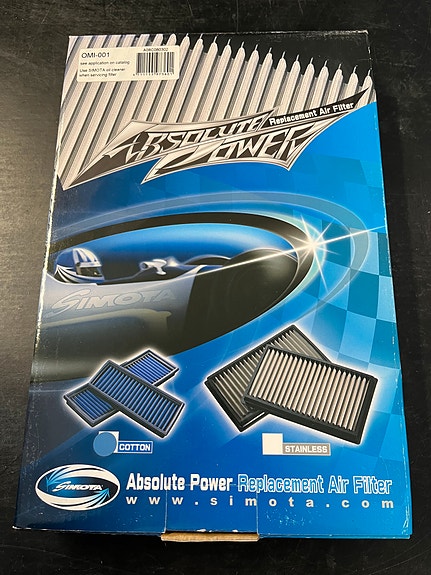 OMI-001
see application on catalog
Use SIMOTA oil cleaner
when servicing filter
Replacement Air Filter
ABSOLUTE
POWER
SIMOTA
COTTON
STAINLESS
SIMOTA
Absolute Power Replacement Air Filter
www.simota.com